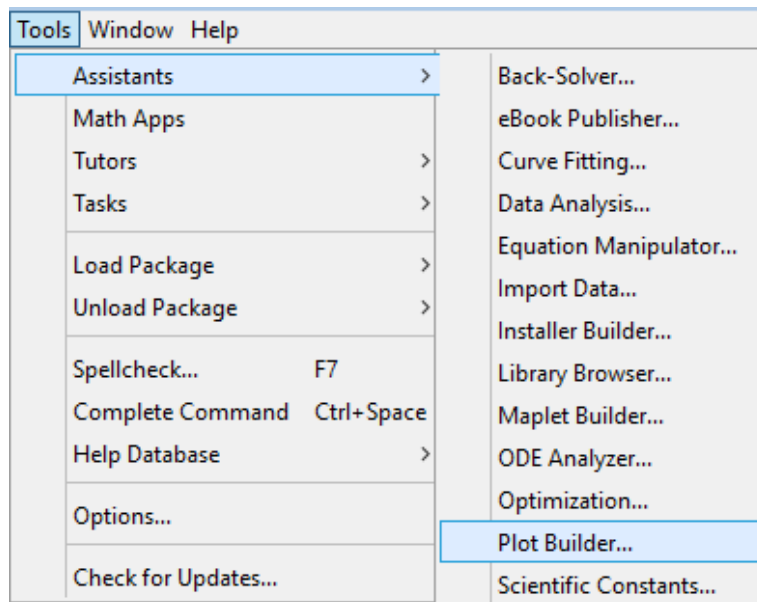 Tools Window Help
Assistants >
Math Apps
Tutors >
Tasks >
Load Package >
Unload Package >
Spellcheck... F7
Complete Command Ctrl+Space
Help Database >
Options...
Check for Updates...
Back-Solver...
eBook Publisher...
Curve Fitting...
Data Analysis...
Equation Manipulator...
Import Data...
Installer Builder...
Library Browser...
Maplet Builder...
ODE Analyzer...
Optimization...
Plot Builder...
Scientific Constants...